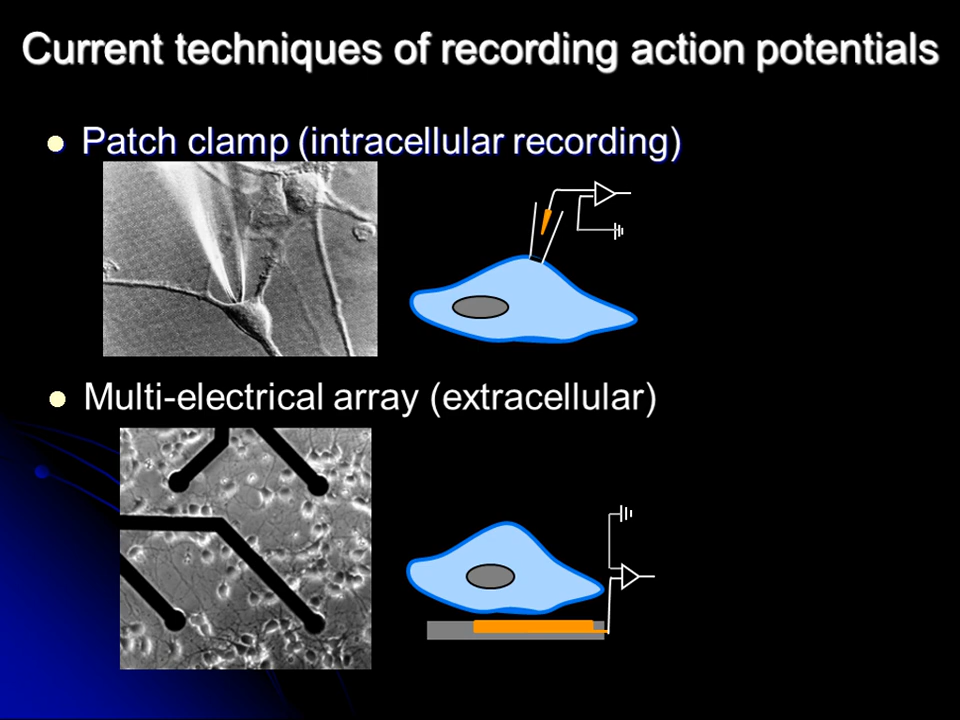 Current techniques of recording action potentials
Patch clamp (intracellular recording)
Multi-electrical array (extracellular)